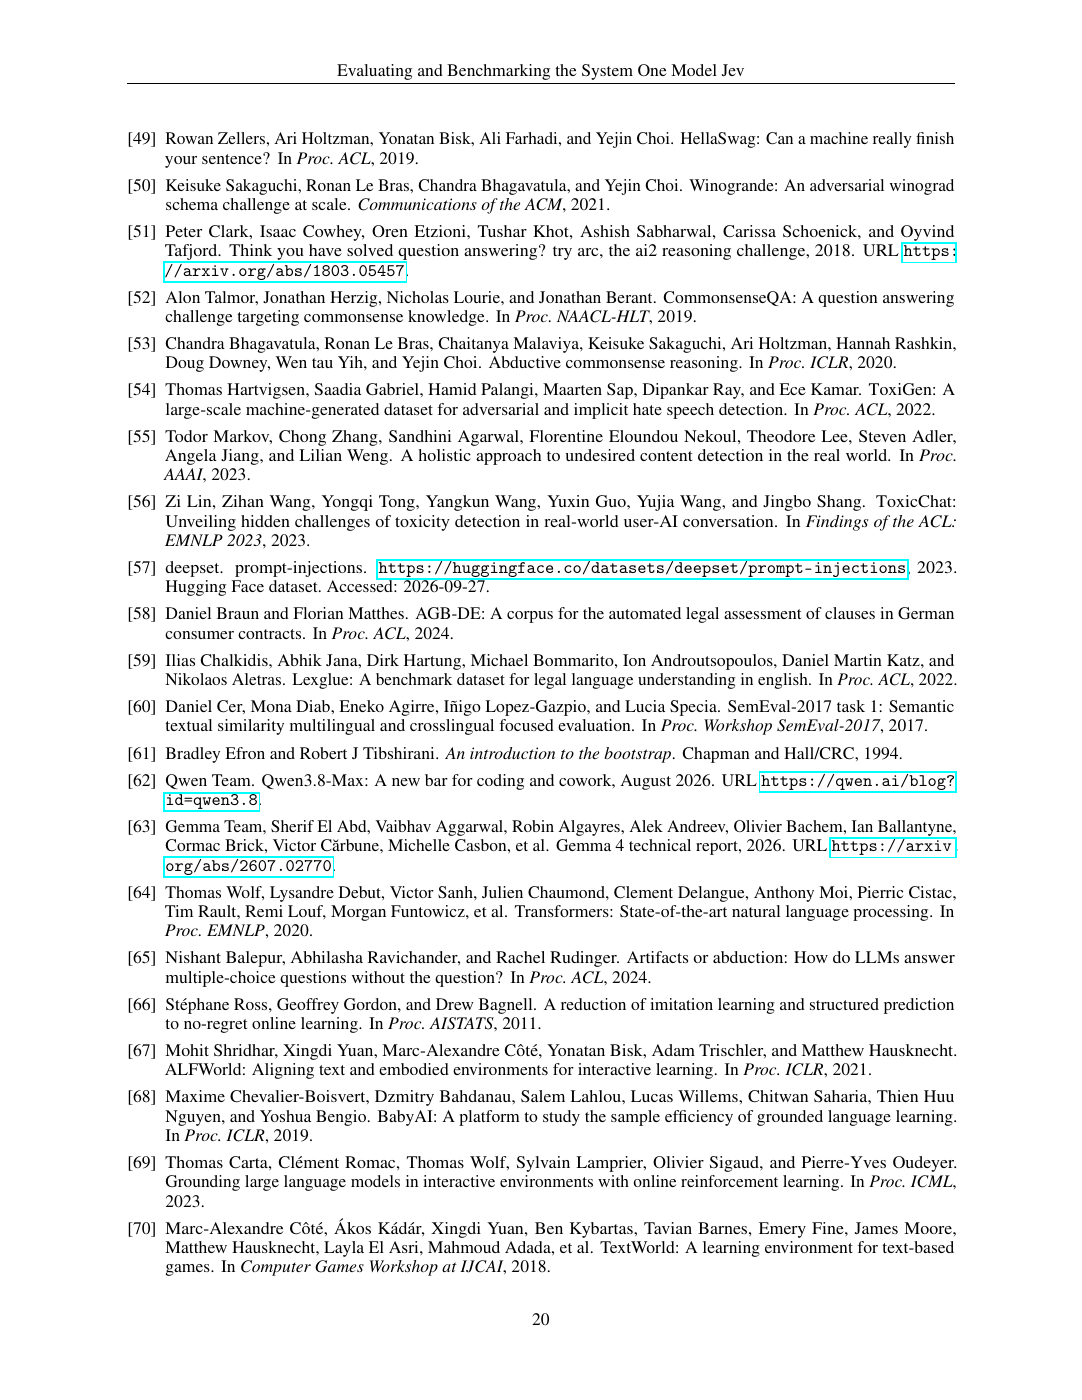 Evaluating and Benchmarking the System One Model Jev
[49] Rowan Zellers, Ari Holtzman, Yonatan Bisk, Ali Farhadi, and Yejin Choi. HellaSwag: Can a machine really finish
your sentence? In Proc. ACL, 2019.
[50] Keisuke Sakaguchi, Ronan Le Bras, Chandra Bhagavatula, and Yejin Choi. Winogrande: An adversarial winograd
schema challenge at scale. Communications of the ACM, 2021.
[51] Peter Clark, Isaac Cowhey, Oren Etzioni, Tushar Khot, Ashish Sabharwal, Carissa Schoenick, and Oyvind
Tafjord. Think you have solved question answering? try arc, the ai2 reasoning challenge, 2018. URL https:
//arxiv.org/abs/1803.05457.
[52] Alon Talmor, Jonathan Herzig, Nicholas Lourie, and Jonathan Berant. CommonsenseQA: A question answering
challenge targeting commonsense knowledge. In Proc. NAACL-HLT, 2019.
[53] Chandra Bhagavatula, Ronan Le Bras, Chaitanya Malaviya, Keisuke Sakaguchi, Ari Holtzman, Hannah Rashkin,
Doug Downey, Wen tau Yih, and Yejin Choi. Abductive commonsense reasoning. In Proc. ICLR, 2020.
[54] Thomas Hartvigsen, Saadia Gabriel, Hamid Palangi, Maarten Sap, Dipankar Ray, and Ece Kamar. ToxiGen: A
large-scale machine-generated dataset for adversarial and implicit hate speech detection. In Proc. ACL, 2022.
[55] Todor Markov, Chong Zhang, Sandhini Agarwal, Florentine Eloundou Nekoul, Theodore Lee, Steven Adler,
Angela Jiang, and Lilian Weng. A holistic approach to undesired content detection in the real world. In Proc.
AAAI, 2023.
[56] Zi Lin, Zihan Wang, Yongqi Tong, Yangkun Wang, Yuxin Guo, Yujia Wang, and Jingbo Shang. ToxicChat:
Unveiling hidden challenges of toxicity detection in real-world user-AI conversation. In Findings of the ACL:
EMNLP 2023, 2023.
[57] deepset. prompt-injections. https://huggingface.co/datasets/deepset/prompt-injections, 2023.
Hugging Face dataset. Accessed: 2026-09-27.
[58] Daniel Braun and Florian Matthes. AGB-DE: A corpus for the automated legal assessment of clauses in German
consumer contracts. In Proc. ACL, 2024.
[59] Ilias Chalkidis, Abhik Jana, Dirk Hartung, Michael Bommarito, Ion Androutsopoulos, Daniel Martin Katz, and
Nikolaos Aletras. Lexglue: A benchmark dataset for legal language understanding in english. In Proc. ACL, 2022.
[60] Daniel Cer, Mona Diab, Eneko Agirre, Iñigo Lopez-Gazpio, and Lucia Specia. SemEval-2017 task 1: Semantic
textual similarity multilingual and crosslingual focused evaluation. In Proc. Workshop SemEval-2017, 2017.
[61] Bradley Efron and Robert J Tibshirani. An introduction to the bootstrap. Chapman and Hall/CRC, 1994.
[62] Qwen Team. Qwen3.8-Max: A new bar for coding and cowork, August 2026. URL https://qwen.ai/blog?
id=qwen3.8.
[63] Gemma Team, Sherif El Abd, Vaibhav Aggarwal, Robin Algayres, Alek Andreev, Olivier Bachem, Ian Ballantyne,
Cormac Brick, Victor Cărbune, Michelle Casbon, et al. Gemma 4 technical report, 2026. URL https://arxiv.
org/abs/2607.02770.
[64] Thomas Wolf, Lysandre Debut, Victor Sanh, Julien Chaumond, Clement Delangue, Anthony Moi, Pierric Cistac,
Tim Rault, Remi Louf, Morgan Funtowicz, et al. Transformers: State-of-the-art natural language processing. In
Proc. EMNLP, 2020.
[65] Nishant Balepur, Abhilasha Ravichander, and Rachel Rudinger. Artifacts or abduction: How do LLMs answer
multiple-choice questions without the question? In Proc. ACL, 2024.
[66] Stéphane Ross, Geoffrey Gordon, and Drew Bagnell. A reduction of imitation learning and structured prediction
to no-regret online learning. In Proc. AISTATS, 2011.
[67] Mohit Shridhar, Xingdi Yuan, Marc-Alexandre Côté, Yonatan Bisk, Adam Trischler, and Matthew Hausknecht.
ALFWorld: Aligning text and embodied environments for interactive learning. In Proc. ICLR, 2021.
[68] Maxime Chevalier-Boisvert, Dzmitry Bahdanau, Salem Lahlou, Lucas Willems, Chitwan Saharia, Thien Huu
Nguyen, and Yoshua Bengio. BabyAI: A platform to study the sample efficiency of grounded language learning.
In Proc. ICLR, 2019.
[69] Thomas Carta, Clément Romac, Thomas Wolf, Sylvain Lamprier, Olivier Sigaud, and Pierre-Yves Oudeyer.
Grounding large language models in interactive environments with online reinforcement learning. In Proc. ICML,
2023.
[70] Marc-Alexandre Côté, Ákos Kádár, Xingdi Yuan, Ben Kybartas, Tavian Barnes, Emery Fine, James Moore,
Matthew Hausknecht, Layla El Asri, Mahmoud Adada, et al. TextWorld: A learning environment for text-based
games. In Computer Games Workshop at IJCAI, 2018.
20